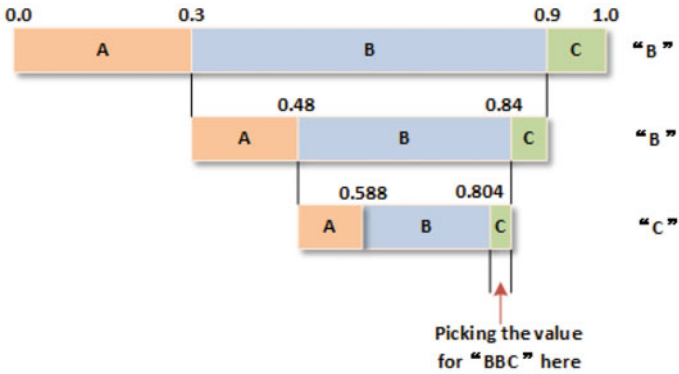 0.0 0.3 0.9 1.0
A B C “B”
0.48 0.84
A B C “B”
0.588 0.804
A B C “C”
Picking the value
for “BBC” here